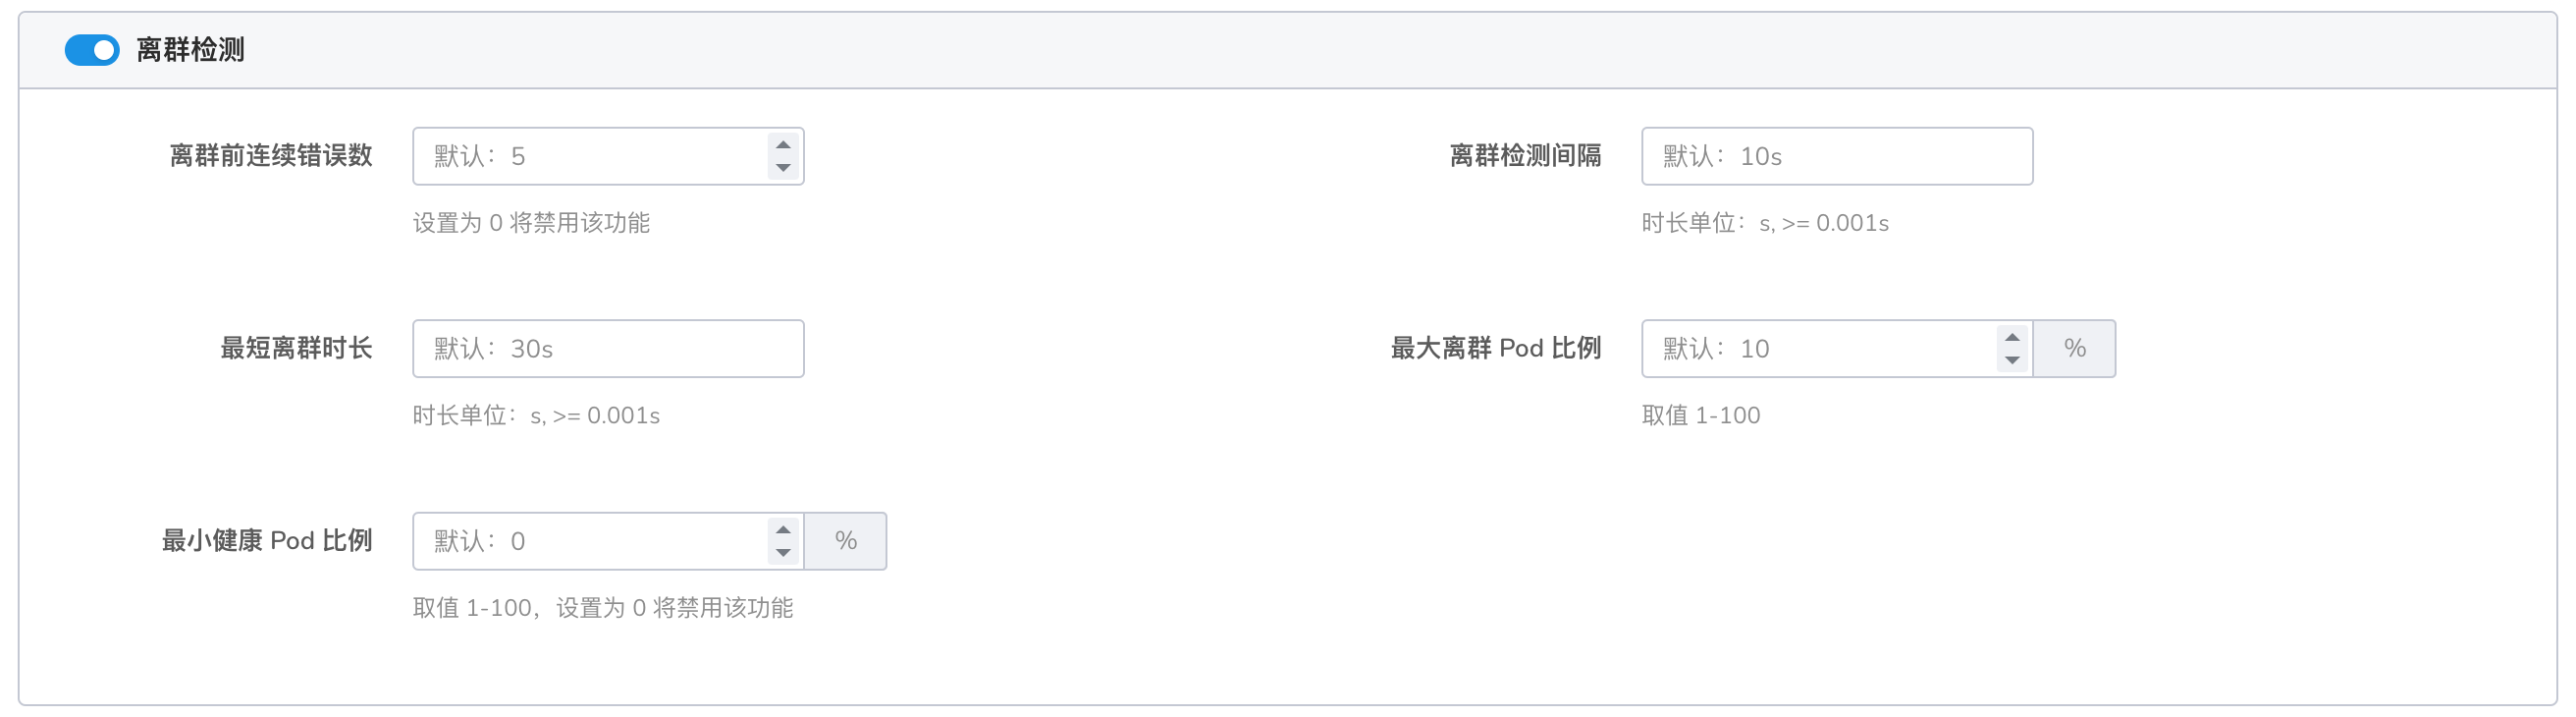 离群检测
离群前连续错误数 默认：5 离群检测间隔 默认：10s
设置为 0 将禁用该功能 时长单位：s, >= 0.001s
最短离群时长 默认：30s 最大离群 Pod 比例 默认：10 %
时长单位：s, >= 0.001s 取值 1-100
最小健康 Pod 比例 默认：0 %
取值 1-100，设置为 0 将禁用该功能